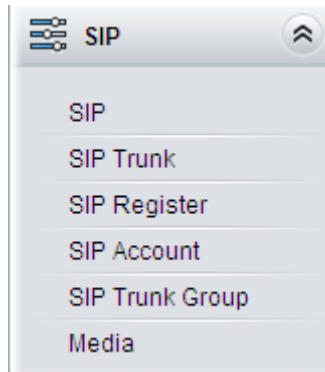 SIP
SIP
SIP Trunk
SIP Register
SIP Account
SIP Trunk Group
Media